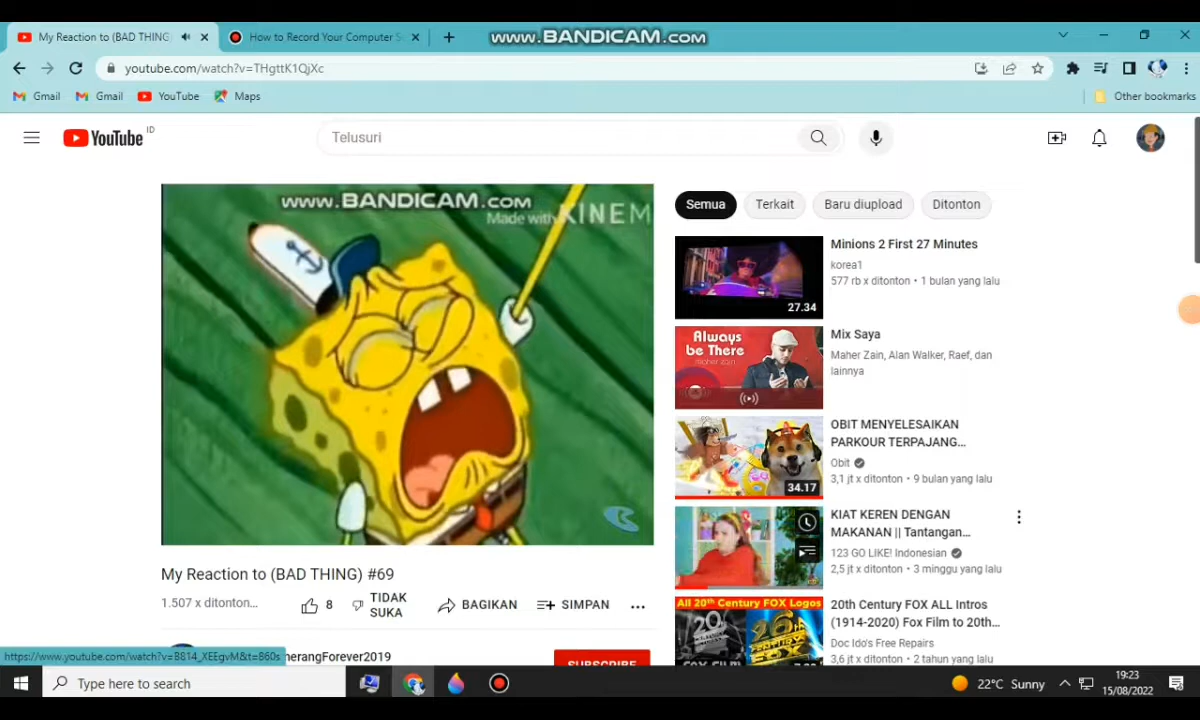 www.BANDICAM.com
My Reaction to (BAD THING)
How to Record Your Computer S
youtube.com/watch?v=THgttK1QjXc
Gmail
Gmail
YouTube
Maps
Other bookmarks
YouTube ID
Telusuri
www.BANDICAM.com
Made with KINEM
Semua
Terkait
Baru diupload
Ditonton
Minions 2 First 27 Minutes
korea1
577 rb x ditonton • 1 bulan yang lalu
27.34
Always
be There
maher zain
Mix Saya
Maher Zain, Alan Walker, Raef, dan
lainnya
OBIT MENYELESAIKAN
PARKOUR TERPAJANG...
Obit
3,1 jt x ditonton • 9 bulan yang lalu
34.17
KIAT KEREN DENGAN
MAKANAN || Tantangan...
123 GO LIKE! Indonesian
2,5 jt x ditonton • 3 minggu yang lalu
All 20th Century FOX Logos
20th Century FOX ALL Intros
(1914-2020) Fox Film to 20th...
Doc Ido's Free Repairs
3,6 jt x ditonton • 2 tahun yang lalu
My Reaction to (BAD THING) #69
1.507 x ditonton...
8
TIDAK
SUKA
BAGIKAN
SIMPAN
...
merangForever2019
SUBSCRIBE
https://www.youtube.com/watch?v=B814_XEEgvM&t=860s
Type here to search
22°C Sunny
19:23
15/08/2022